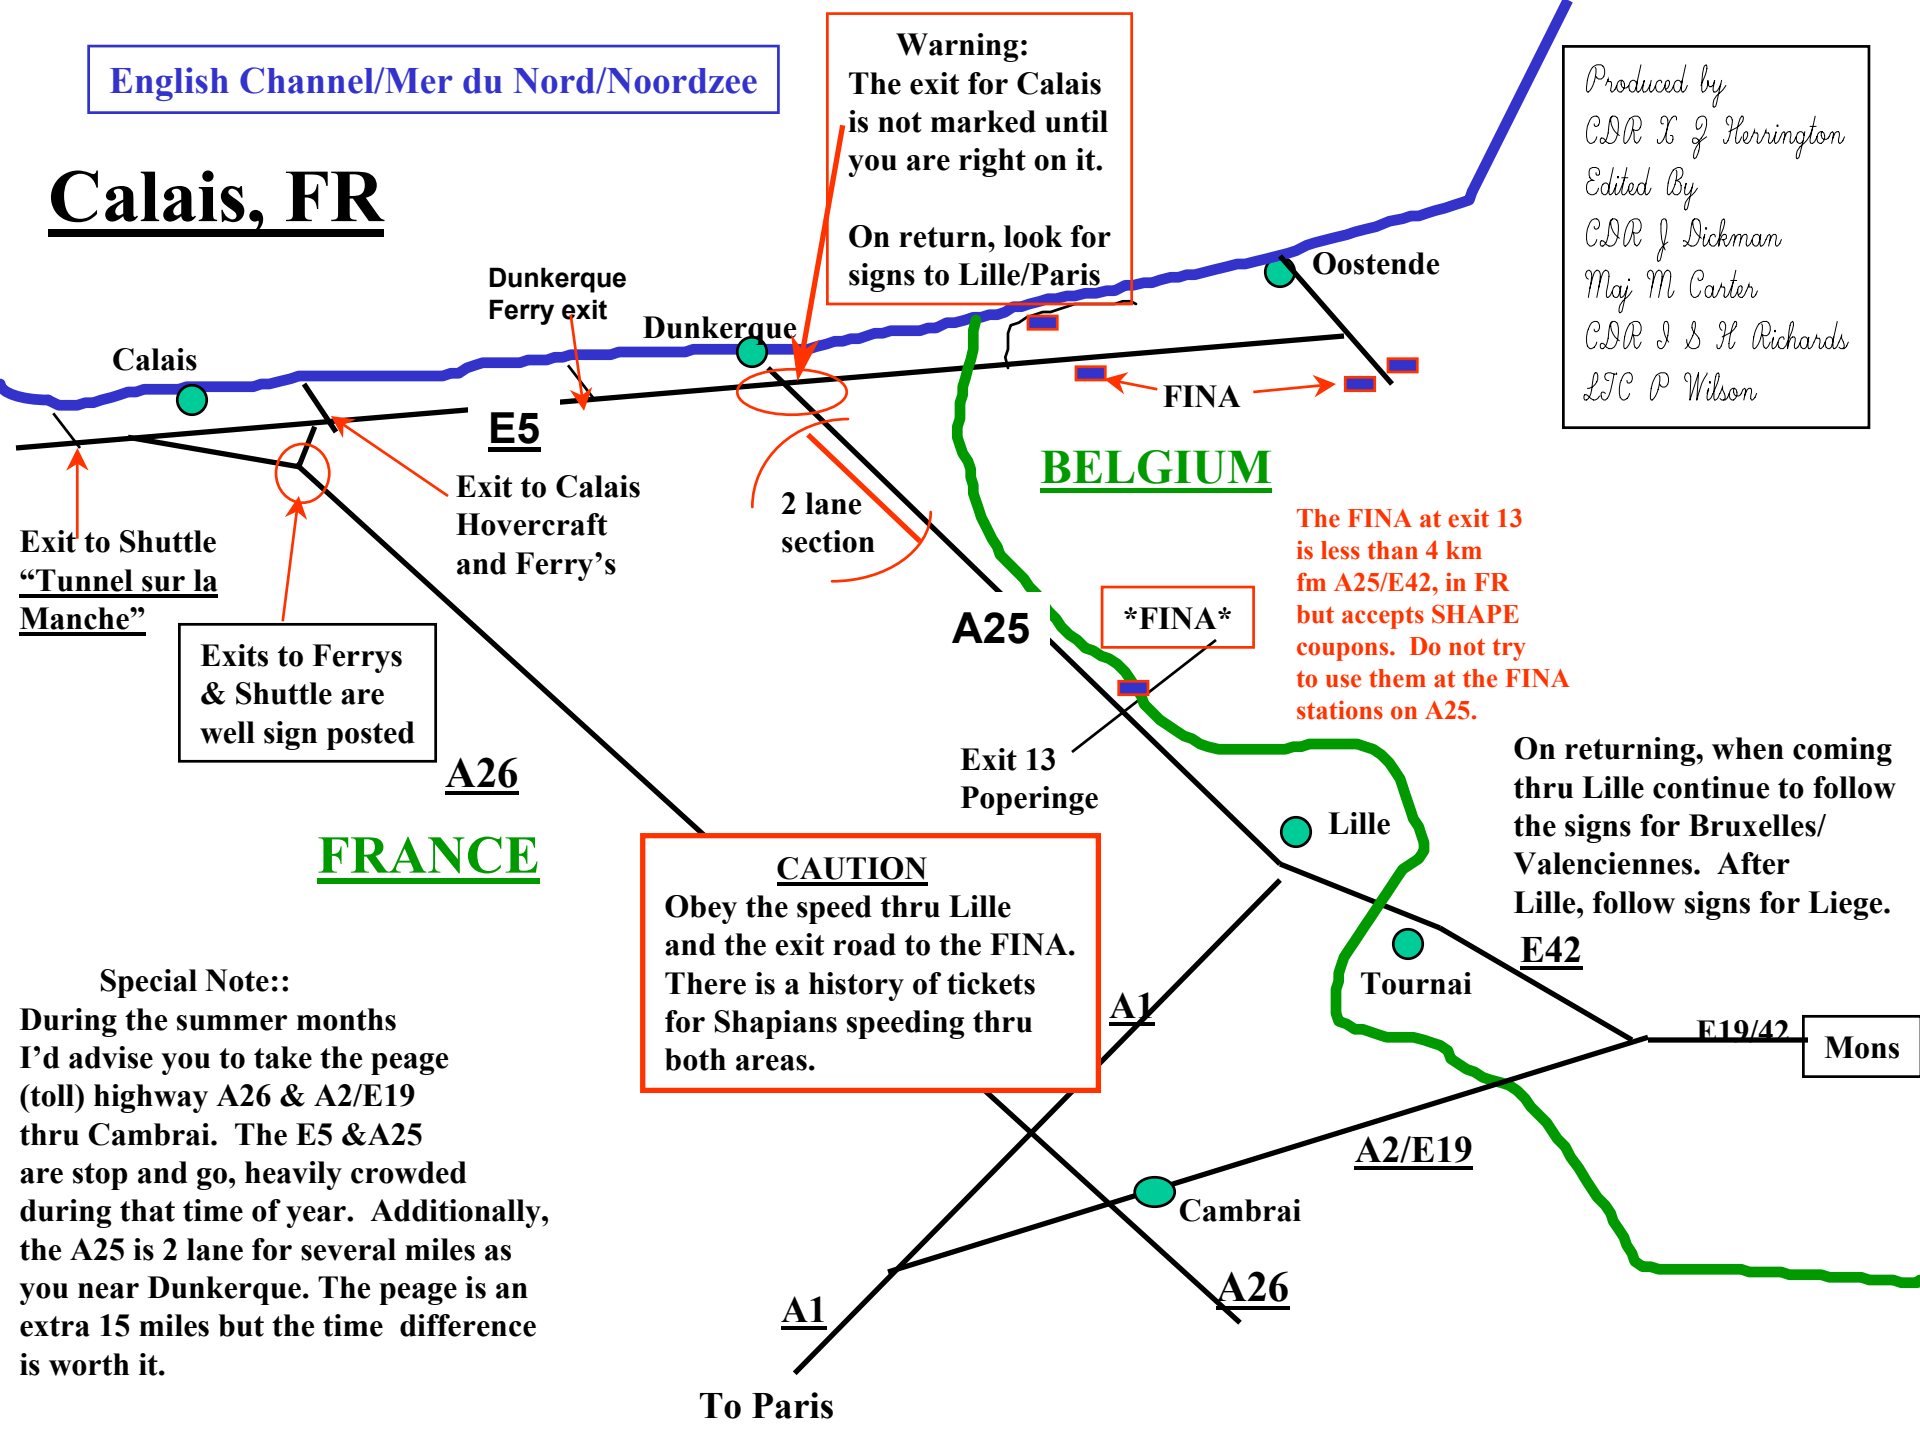 English Channel/Mer du Nord/Noordzee
Calais, FR
Warning:
The exit for Calais
is not marked until
you are right on it.
On return, look for
signs to Lille/Paris
Produced by
CDR X Z Herrington
Edited By
CDR J Dickman
Maj M Carter
CDR I S H Richards
LTC P Wilson
Oostende
Dunkerque
Ferry exit
Dunkerque
Calais
FINA
E5
BELGIUM
Exit to Calais
Hovercraft
and Ferry's
2 lane
section
Exit to Shuttle
“Tunnel sur la
Manche”
The FINA at exit 13
is less than 4 km
fm A25/E42, in FR
but accepts SHAPE
coupons.  Do not try
to use them at the FINA
stations on A25.
*FINA*
A25
Exits to Ferrys
& Shuttle are
well sign posted
A26
Exit 13
Poperinge
On returning, when coming
thru Lille continue to follow
the signs for Bruxelles/
Valenciennes.  After
Lille, follow signs for Liege.
Lille
FRANCE
CAUTION
Obey the speed thru Lille
and the exit road to the FINA.
There is a history of tickets
for Shapians speeding thru
both areas.
E42
Tournai
A1
E19/42
Mons
Special Note::
During the summer months
I’d advise you to take the peage
(toll) highway A26 & A2/E19
thru Cambrai.  The E5 &A25
are stop and go, heavily crowded
during that time of year.  Additionally,
the A25 is 2 lane for several miles as
you near Dunkerque. The peage is an
extra 15 miles but the time  difference
is worth it.
A2/E19
Cambrai
A26
A1
To Paris